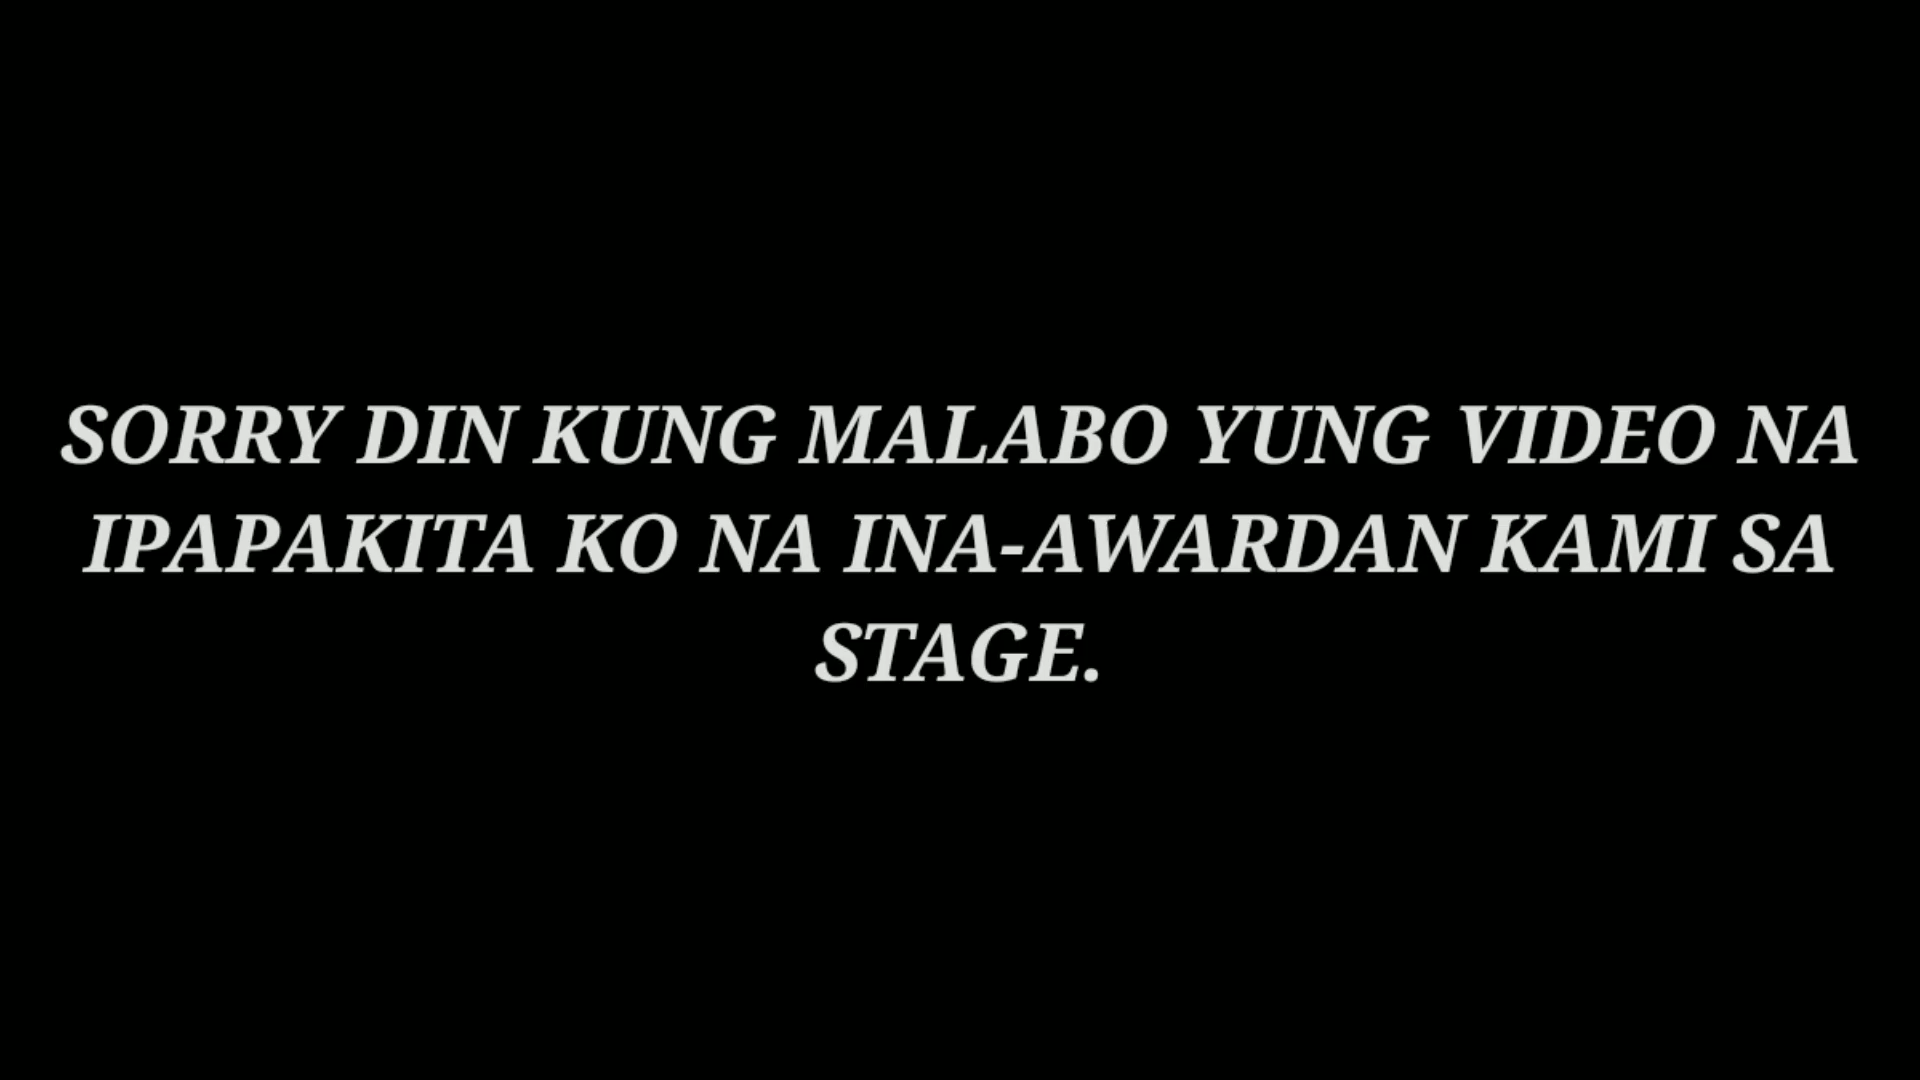 SORRY DIN KUNG MALABO YUNG VIDEO NA
IPAPAKITA KO NA INA-AWARDAN KAMI SA
STAGE.